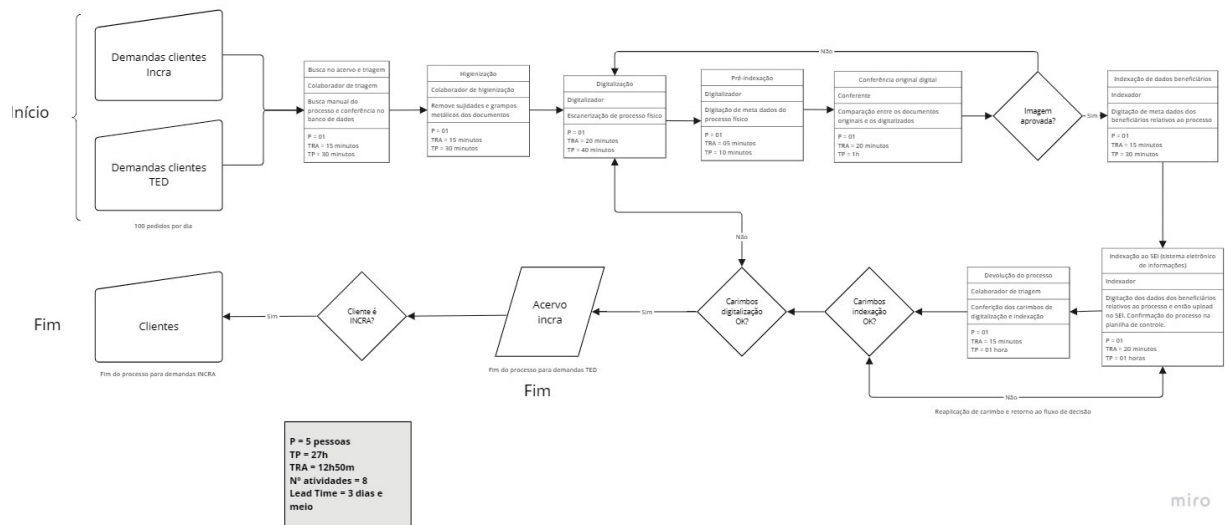 Início
Demandas clientes
Incra
Demandas clientes
TED
100 pedidos por dia
Busca no acervo e triagem
Colaborador de triagem
Busca manual do
processo e conferência no
banco de dados
P = 01
TRA = 15 minutos
TP = 30 minutos
Higienização
Colaborador de higienização
Remove sujidades e grampos
metálicos dos documentos
P = 01
TRA = 15 minutos
TP = 30 minutos
Digitalização
Digitalizador
Escanerização de processo físico
P = 01
TRA = 20 minutos
TP = 40 minutos
Pré-indexação
Digitalizador
Digitação de meta dados do
processo físico
P = 01
TRA = 05 minutos
TP = 10 minutos
Conferência original digital
Conferente
Comparação entre os documentos
originais e os digitalizados
P = 01
TRA = 20 minutos
TP = 1h
Não
Imagem
aprovada?
Sim
Indexação de dados beneficiários
Indexador
Digitação de meta dados dos
beneficiários relativos ao processo
P = 01
TRA = 15 minutos
TP = 30 minutos
Indexação ao SEI (sistema eletrônico
de informações)
Indexador
Digitação dos dados dos beneficiários
relativos ao processo e então upload
no SEI. Confirmação do processo na
planilha de controle.
P = 01
TRA = 20 minutos
TP = 01 horas
Devolução do processo
Colaborador de triagem
Conferição dos carimbos de
digitalização e indexação
P = 01
TRA = 15 minutos
TP = 01 hora
Carimbos
indexação
OK?
Não
Reaplicação de carimbo e retorno ao fluxo de decisão
Carimbos
digitalização
OK?
Não
Sim
Acervo
incra
Fim do processo para demandas TED
Fim
Cliente é
INCRA?
Sim
Clientes
Fim do processo para demandas INCRA
Fim
P = 5 pessoas
TP = 27h
TRA = 12h50m
Nº atividades = 8
Lead Time = 3 dias e
meio
miro